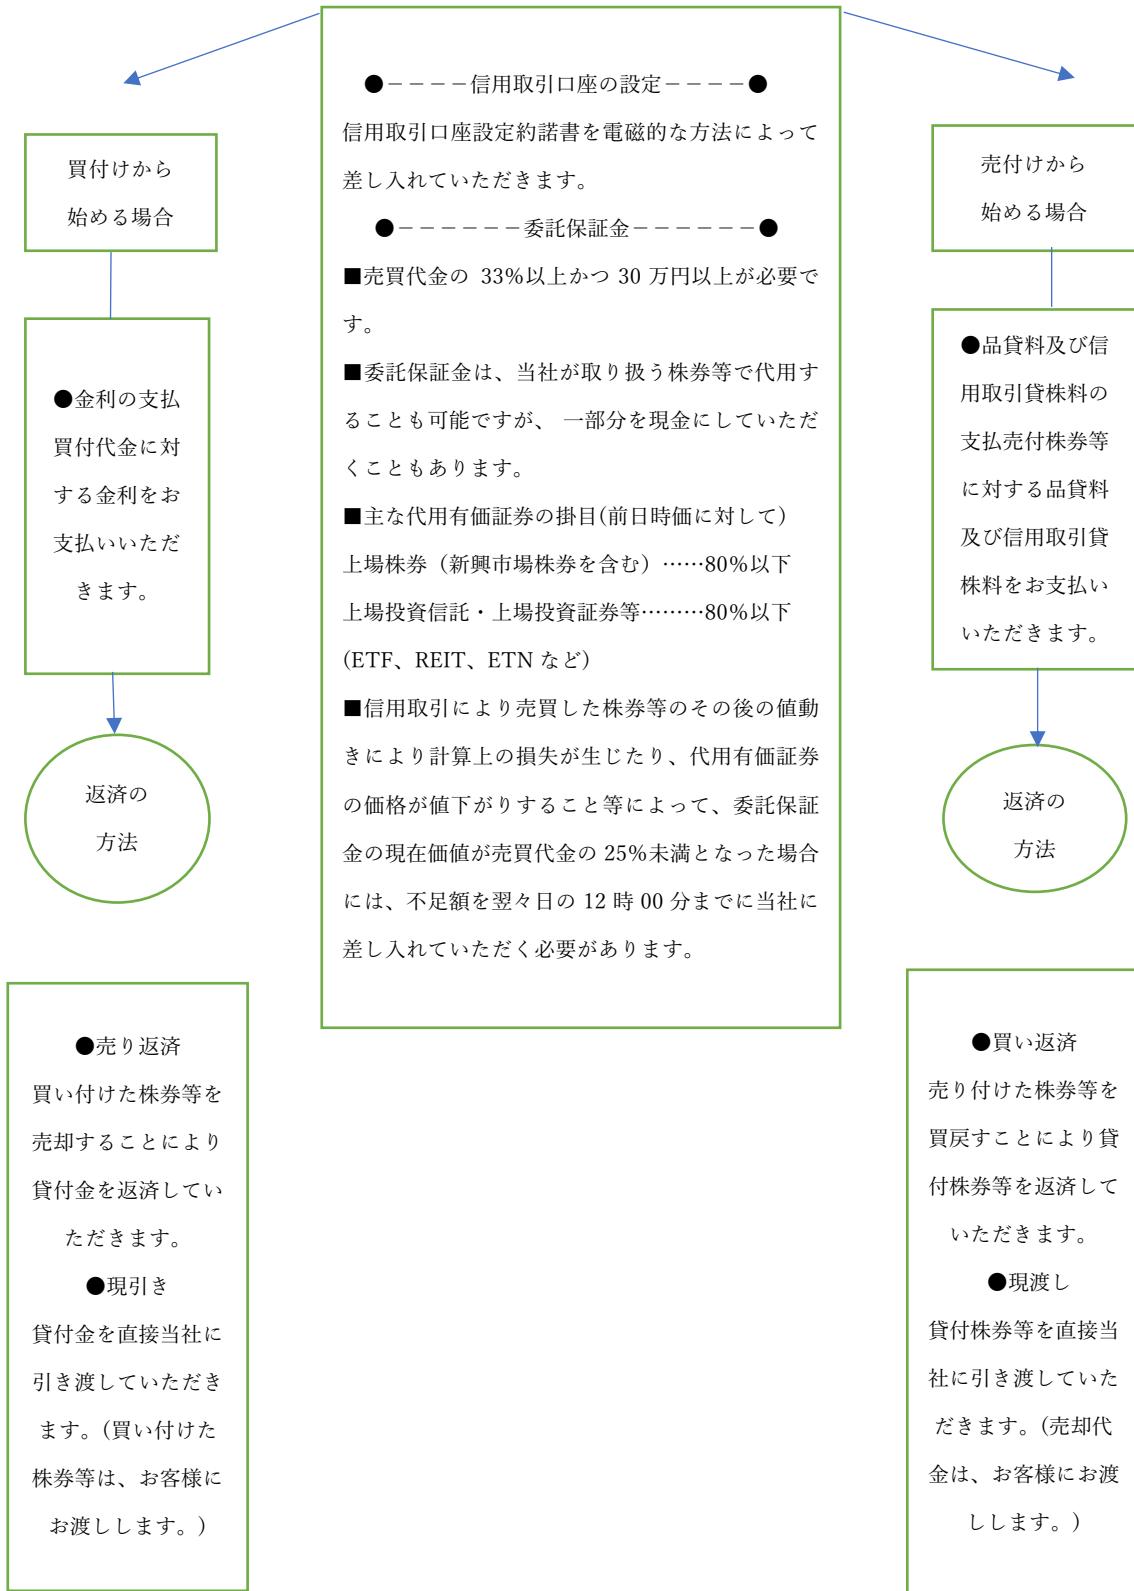 ●－－－－信用取引口座の設定－－－－●
信用取引口座設定約諾書を電磁的な方法によって
差し入れていただきます。
●－－－－－－委託保証金－－－－－－●
■売買代金の 33%以上かつ 30 万円以上が必要で
す。
■委託保証金は、当社が取り扱う株券等で代用す
ることも可能ですが、 一部分を現金にしていただ
くこともあります。
■主な代用有価証券の掛目(前日時価に対して)
上場株券（新興市場株券を含む）……80%以下
上場投資信託・上場投資証券等………80%以下
(ETF、REIT、ETN など)
■信用取引により売買した株券等のその後の値動
きにより計算上の損失が生じたり、代用有価証券
の価格が値下がりすること等によって、委託保証
金の現在価値が売買代金の 25%未満となった場合
には、不足額を翌々日の 12 時 00 分までに当社に
差し入れていただく必要があります。
買付けから
始める場合
●金利の支払
買付代金に対
する金利をお
支払いいただ
きます。
返済の
方法
●売り返済
買い付けた株券等を
売却することにより
貸付金を返済してい
ただきます。
●現引き
貸付金を直接当社に
引き渡していただき
ます。(買い付けた
株券等は、お客様に
お渡しします。)
売付けから
始める場合
●品貸料及び信
用取引貸株料の
支払売付株券等
に対する品貸料
及び信用取引貸
株料をお支払い
いただきます。
返済の
方法
●買い返済
売り付けた株券等を
買戻すことにより貸
付株券等を返済して
いただきます。
●現渡し
貸付株券等を直接当
社に引き渡していた
だきます。(売却代
金は、お客様にお渡
しします。)